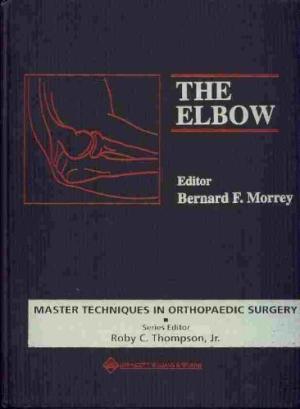 THE
ELBOW
Editor
Bernard F. Morrey
MASTER TECHNIQUES IN ORTHOPAEDIC SURGERY
Series Editor
Roby C. Thompson, Jr.